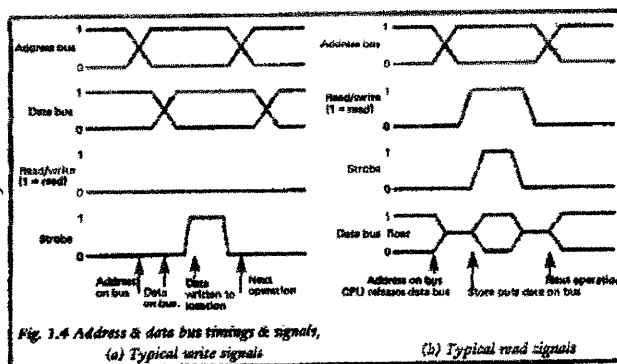 Address bus 1
0
Data bus 1
0
Read/write
(1 = read) 1
0
Strobe 1
0
Address
on bus
Data
on bus.
Data
written to
location
Next
operation
Address bus 1
0
Read/write
(1 = read) 1
0
Strobe 1
0
Data bus 1
Float
0
Address on bus
CPU releases data bus
Store puts data on bus
Next operation
Fig. 1.4 Address & data bus timings & signals,
(a) Typical write signals
(b) Typical read signals